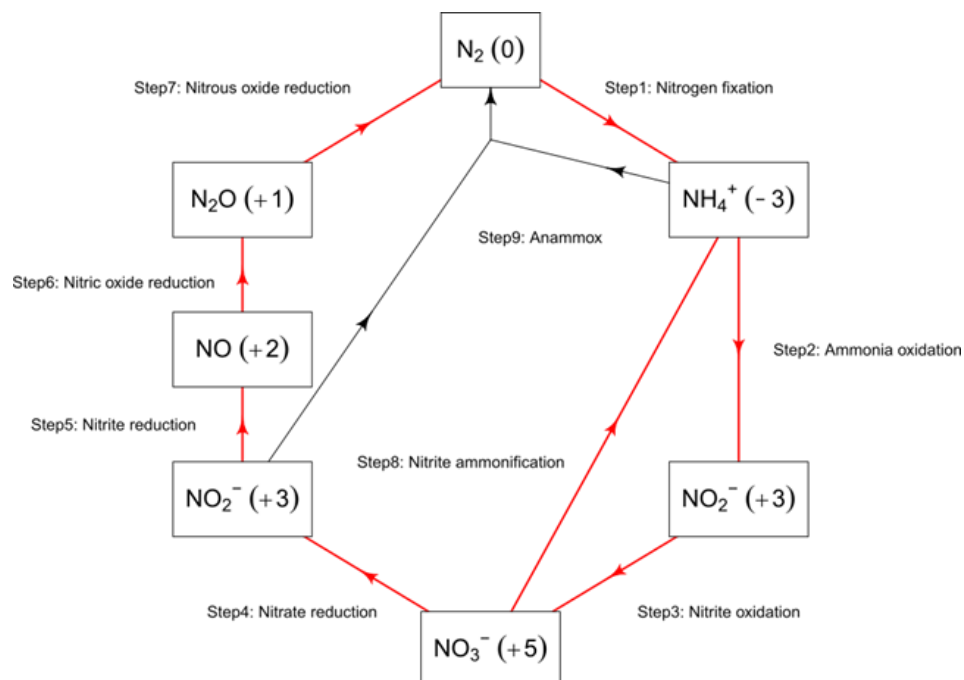 N₂ (0)
Step7: Nitrous oxide reduction
Step1: Nitrogen fixation
N₂O (+1)
NH₄⁺ (−3)
Step9: Anammox
Step6: Nitric oxide reduction
NO (+2)
Step2: Ammonia oxidation
Step5: Nitrite reduction
Step8: Nitrite ammonification
NO₂⁻ (+3)
NO₂⁻ (+3)
Step4: Nitrate reduction
Step3: Nitrite oxidation
NO₃⁻ (+5)